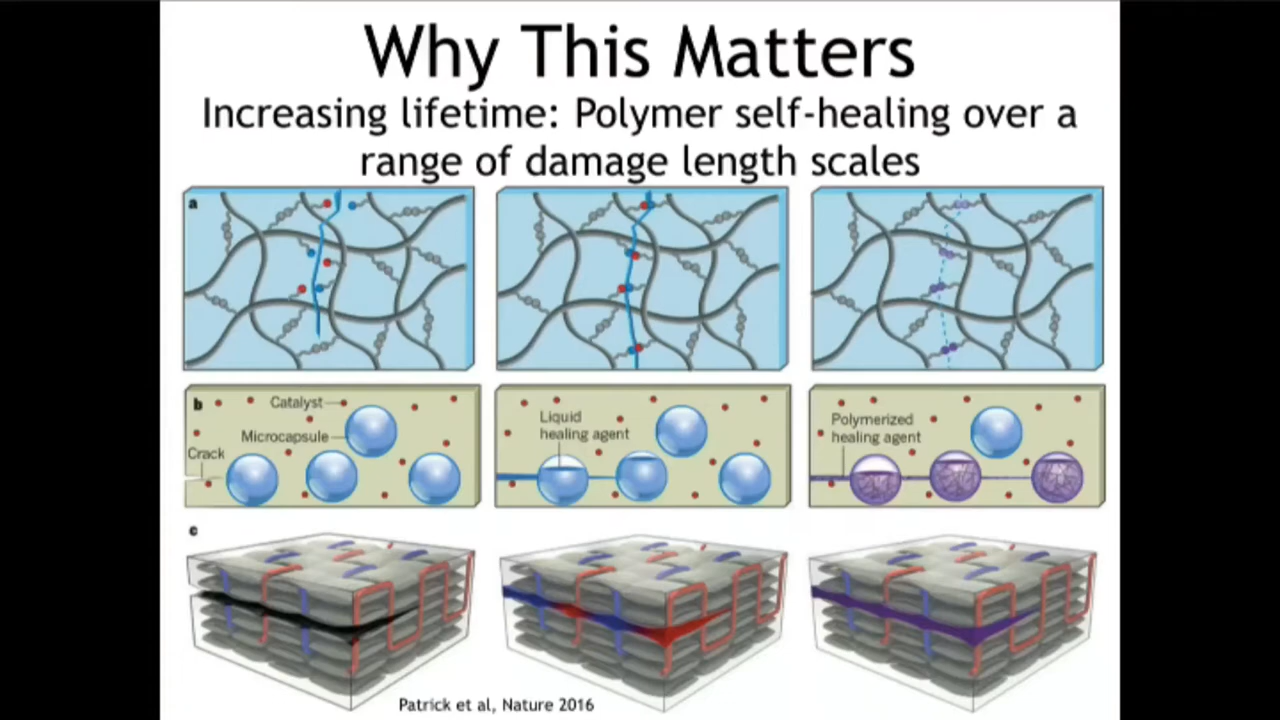 Why This Matters
Increasing lifetime: Polymer self-healing over a
range of damage length scales
a
b
Catalyst
Microcapsule
Crack
Liquid
healing agent
Polymerized
healing agent
c
Patrick et al, Nature 2016